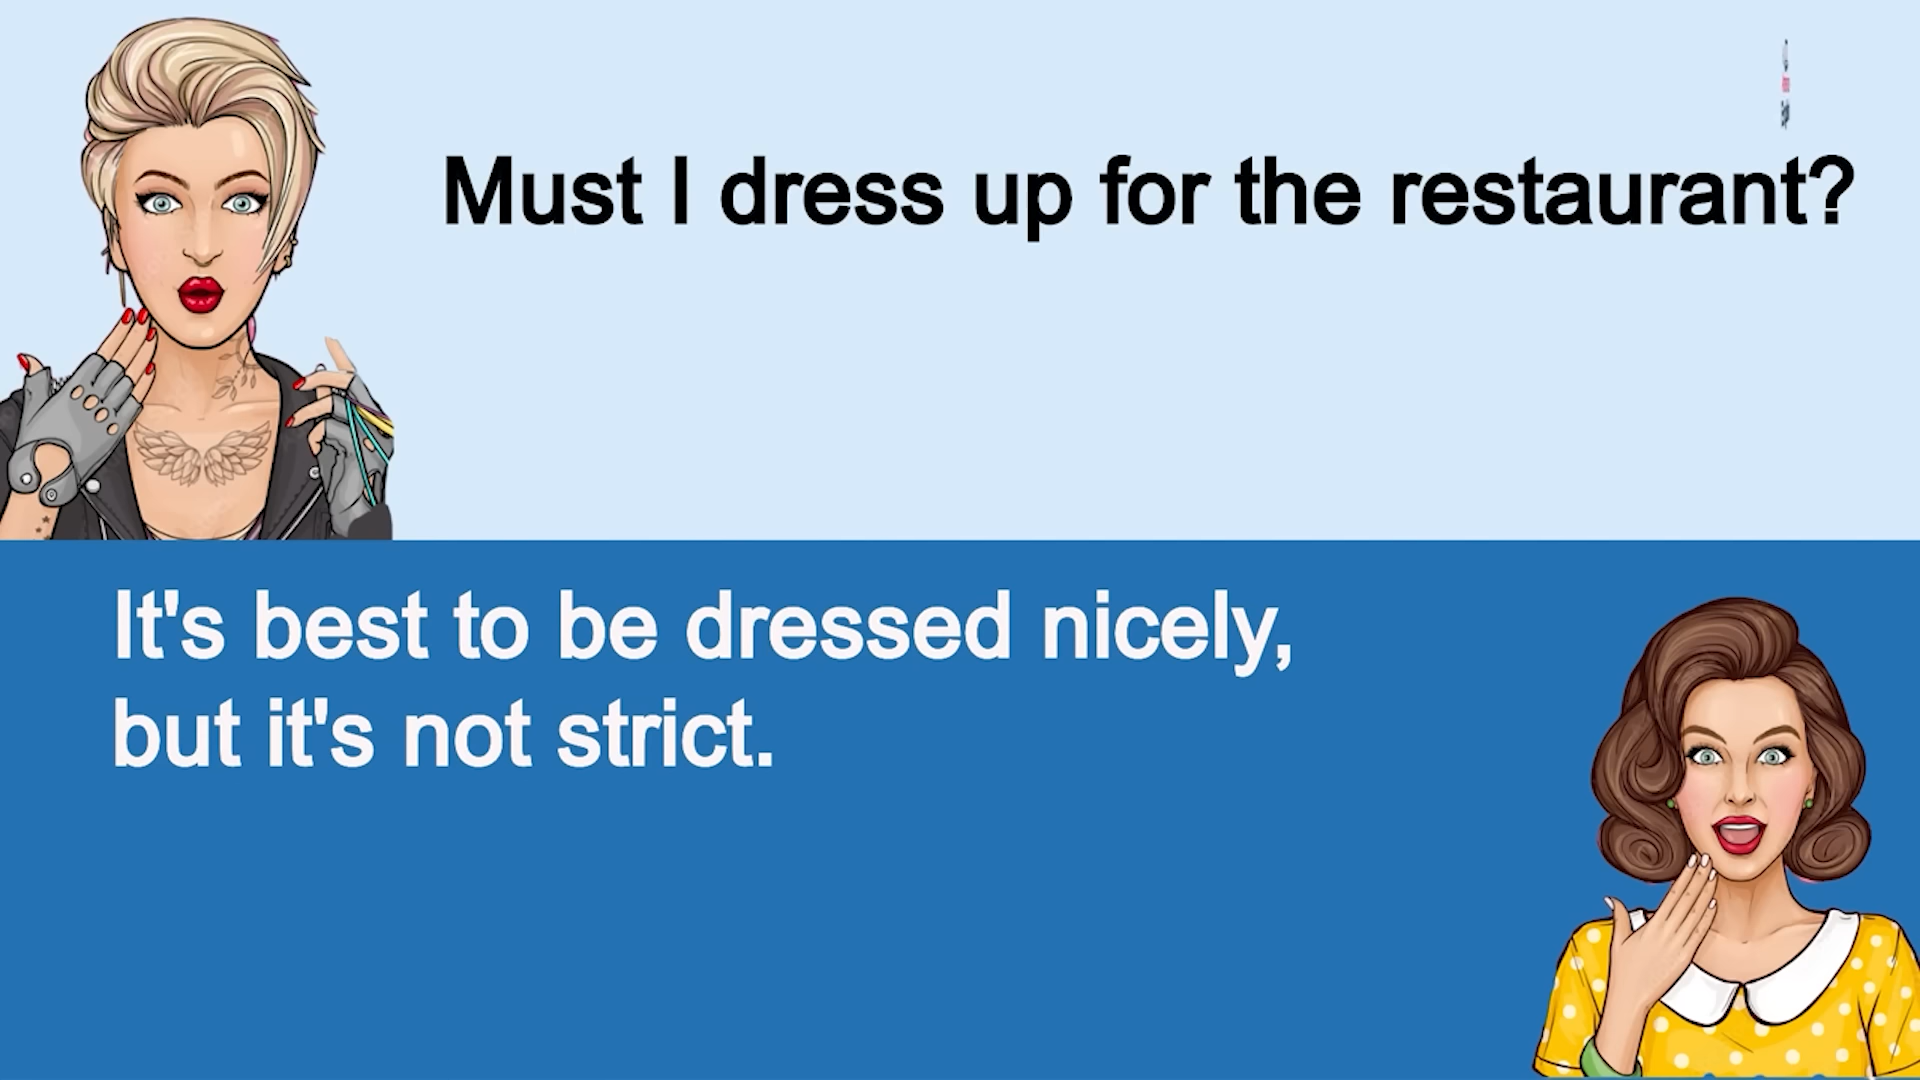 Must I dress up for the restaurant?
It's best to be dressed nicely,
but it's not strict.